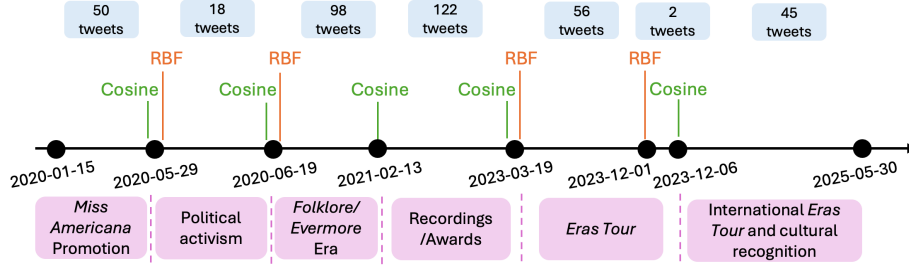 50
tweets
18
tweets
98
tweets
122
tweets
56
tweets
2
tweets
45
tweets
RBF
RBF
RBF
RBF
Cosine
Cosine
Cosine
Cosine
Cosine
2020-01-15
2020-05-29
2020-06-19
2021-02-13
2023-03-19
2023-12-01
2023-12-06
2025-05-30
Miss
Americana
Promotion
Political
activism
Folklore/
Evermore
Era
Recordings
/Awards
Eras Tour
International Eras
Tour and cultural
recognition